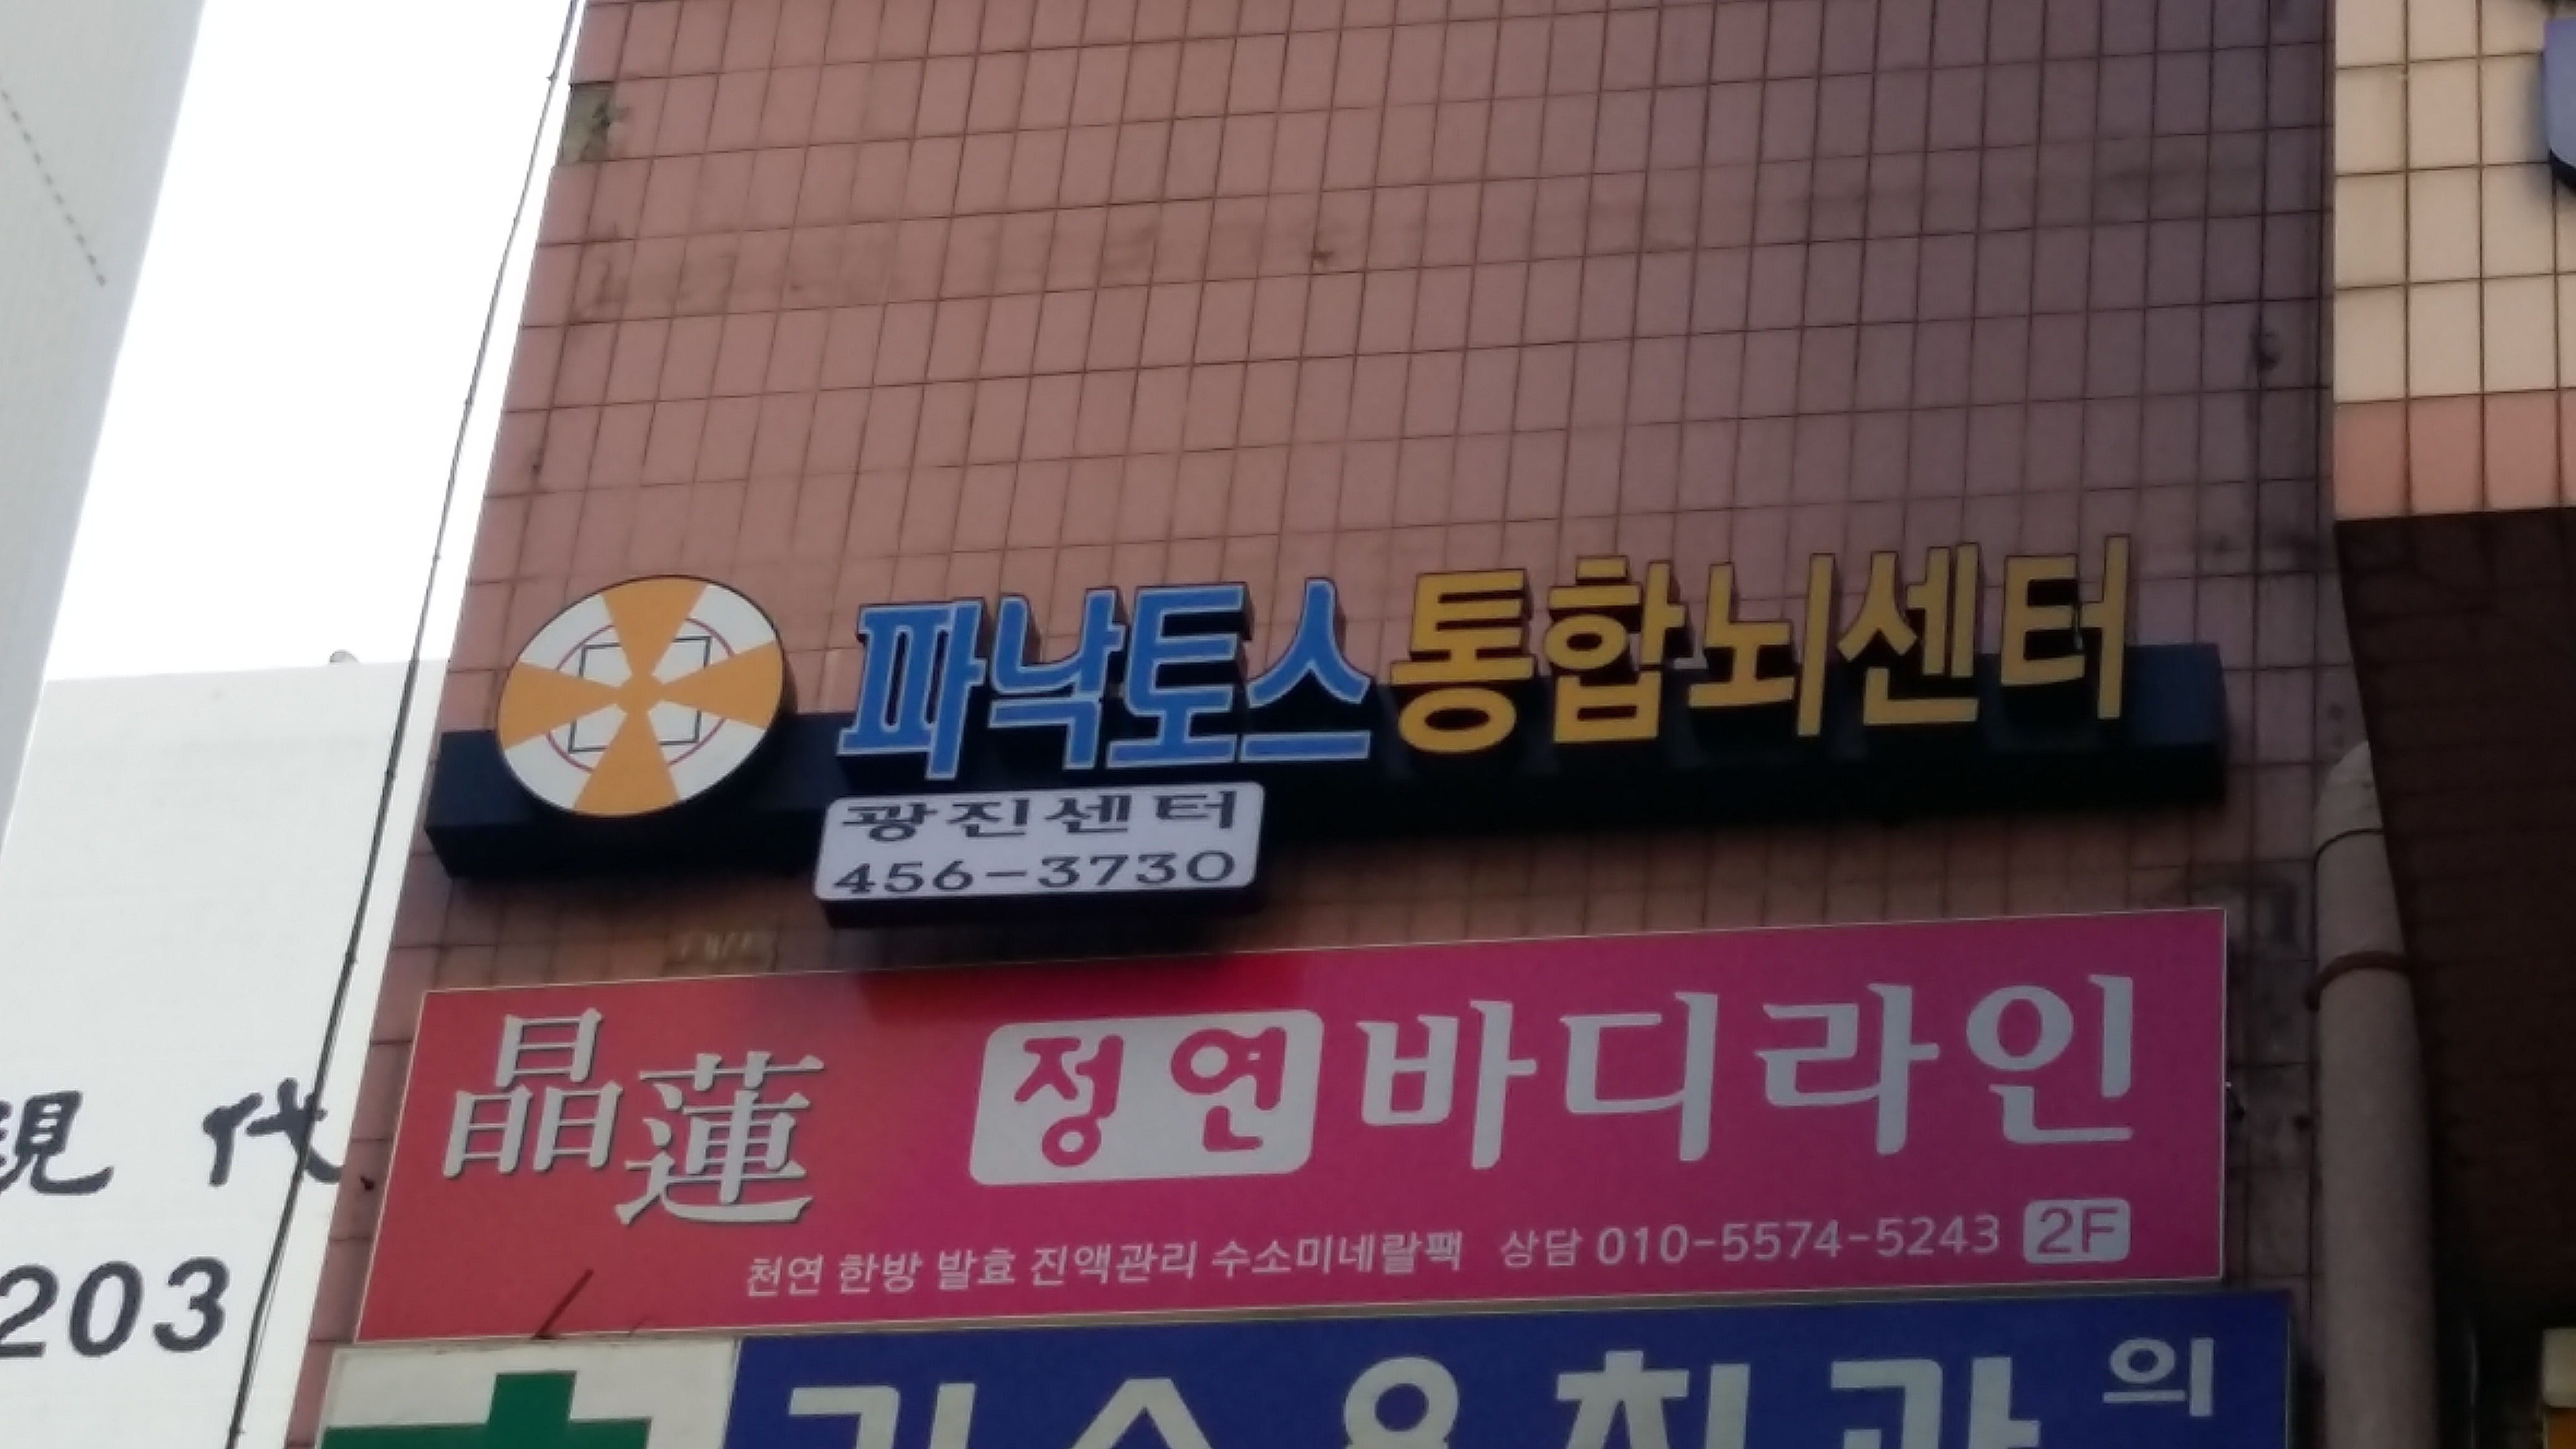 파낙토스통합뇌센터
광진센터
456-3730
晶蓮 정연 바디라인
천연 한방 발효 진액관리 수소미네랄팩 상담 010-5574-5243 2F
現代
203
의